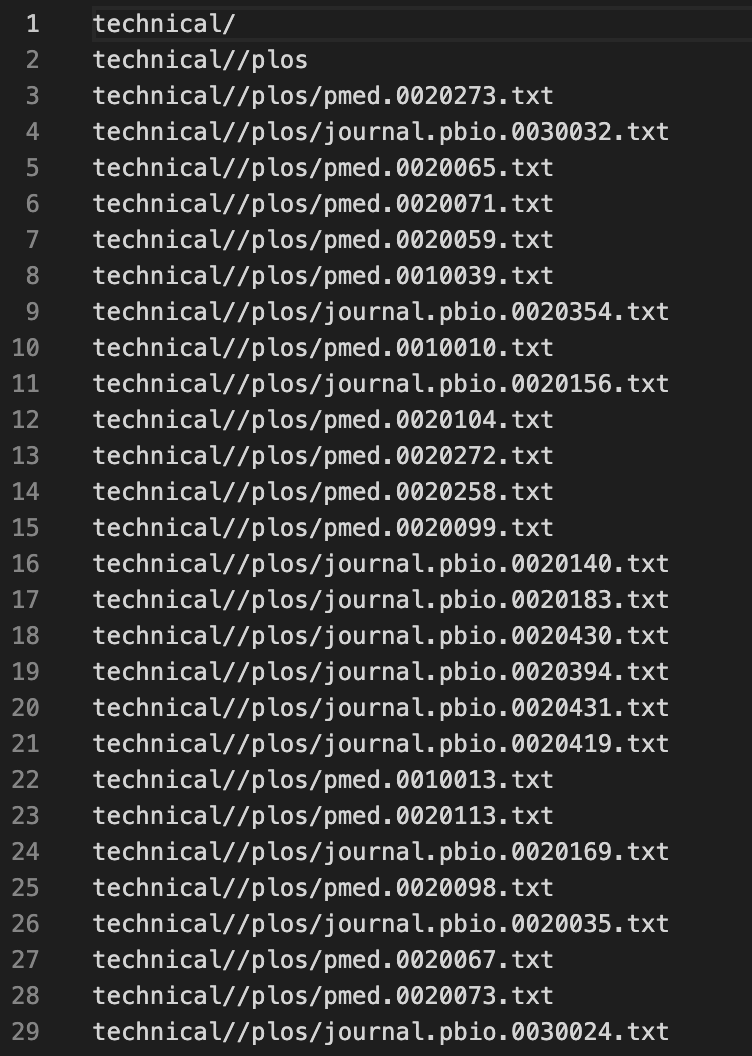 1 technical/
2 technical//plos
3 technical//plos/pmed.0020273.txt
4 technical//plos/journal.pbio.0030032.txt
5 technical//plos/pmed.0020065.txt
6 technical//plos/pmed.0020071.txt
7 technical//plos/pmed.0020059.txt
8 technical//plos/pmed.0010039.txt
9 technical//plos/journal.pbio.0020354.txt
10 technical//plos/pmed.0010010.txt
11 technical//plos/journal.pbio.0020156.txt
12 technical//plos/pmed.0020104.txt
13 technical//plos/pmed.0020272.txt
14 technical//plos/pmed.0020258.txt
15 technical//plos/pmed.0020099.txt
16 technical//plos/journal.pbio.0020140.txt
17 technical//plos/journal.pbio.0020183.txt
18 technical//plos/journal.pbio.0020430.txt
19 technical//plos/journal.pbio.0020394.txt
20 technical//plos/journal.pbio.0020431.txt
21 technical//plos/journal.pbio.0020419.txt
22 technical//plos/pmed.0010013.txt
23 technical//plos/pmed.0020113.txt
24 technical//plos/journal.pbio.0020169.txt
25 technical//plos/pmed.0020098.txt
26 technical//plos/journal.pbio.0020035.txt
27 technical//plos/pmed.0020067.txt
28 technical//plos/pmed.0020073.txt
29 technical//plos/journal.pbio.0030024.txt